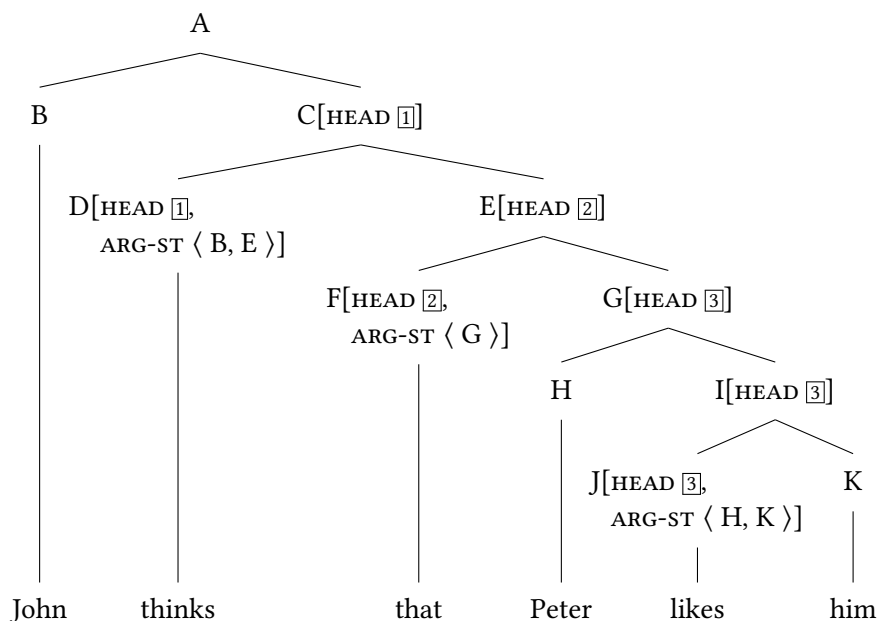 A
B C[HEAD 1]
D[HEAD 1, E[HEAD 2]
ARG-ST ⟨ B, E ⟩]
F[HEAD 2, G[HEAD 3]
ARG-ST ⟨ G ⟩]
H I[HEAD 3]
J[HEAD 3, K
ARG-ST ⟨ H, K ⟩]
John thinks that Peter likes him